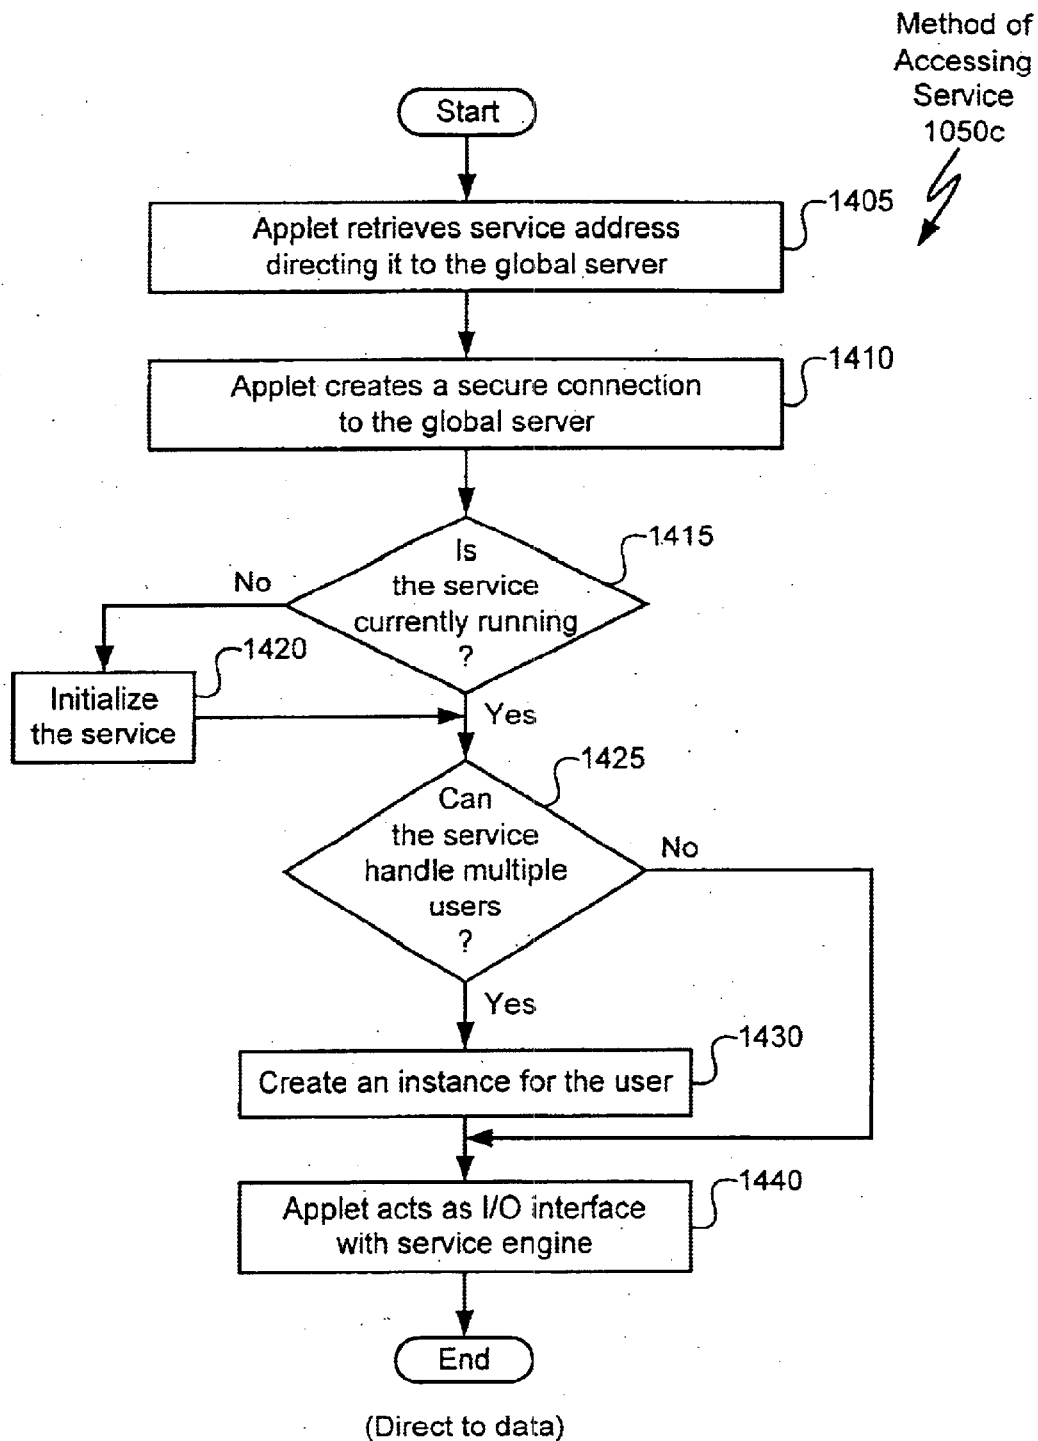 Method of
Accessing
Service
1050c
Start
1405
Applet retrieves service address
directing it to the global server
1410
Applet creates a secure connection
to the global server
1415
Is
the service
currently running
?
No
1420
Initialize
the service
Yes
1425
Can
the service
handle multiple
users
?
No
Yes
1430
Create an instance for the user
1440
Applet acts as I/O interface
with service engine
End
(Direct to data)